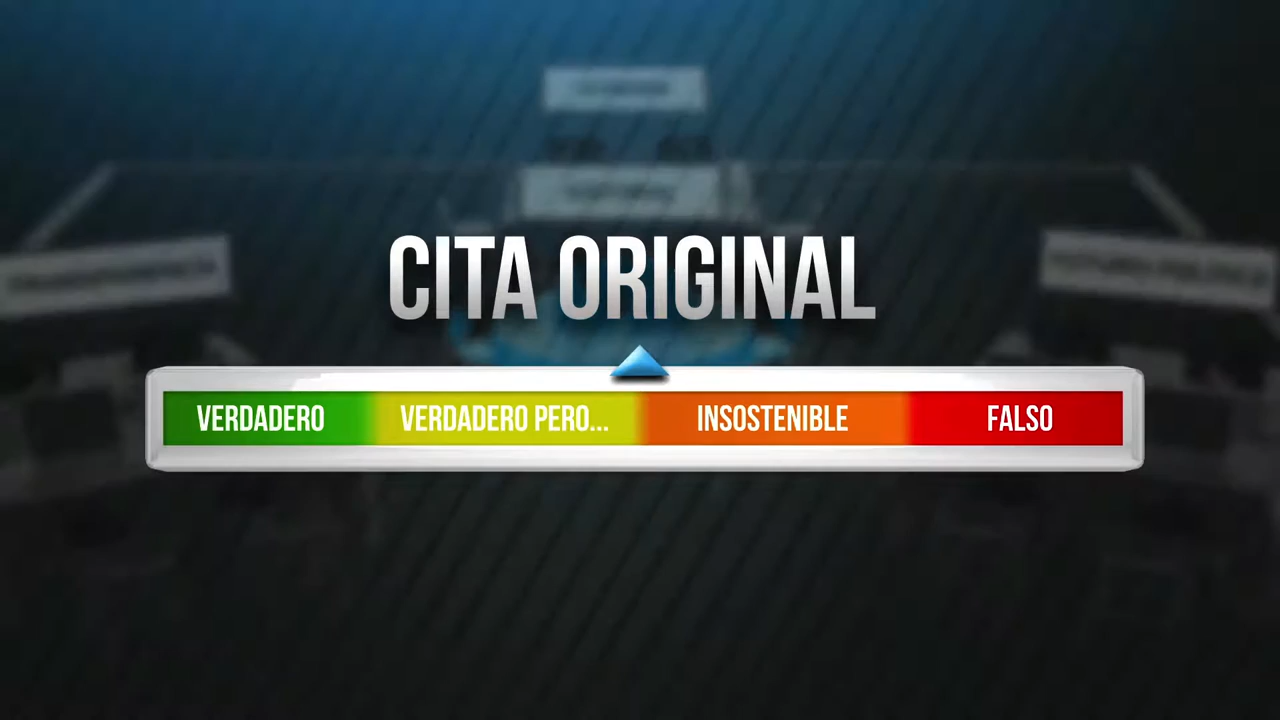 CITA ORIGINAL
VERDADERO VERDADERO PERO... INSOSTENIBLE FALSO